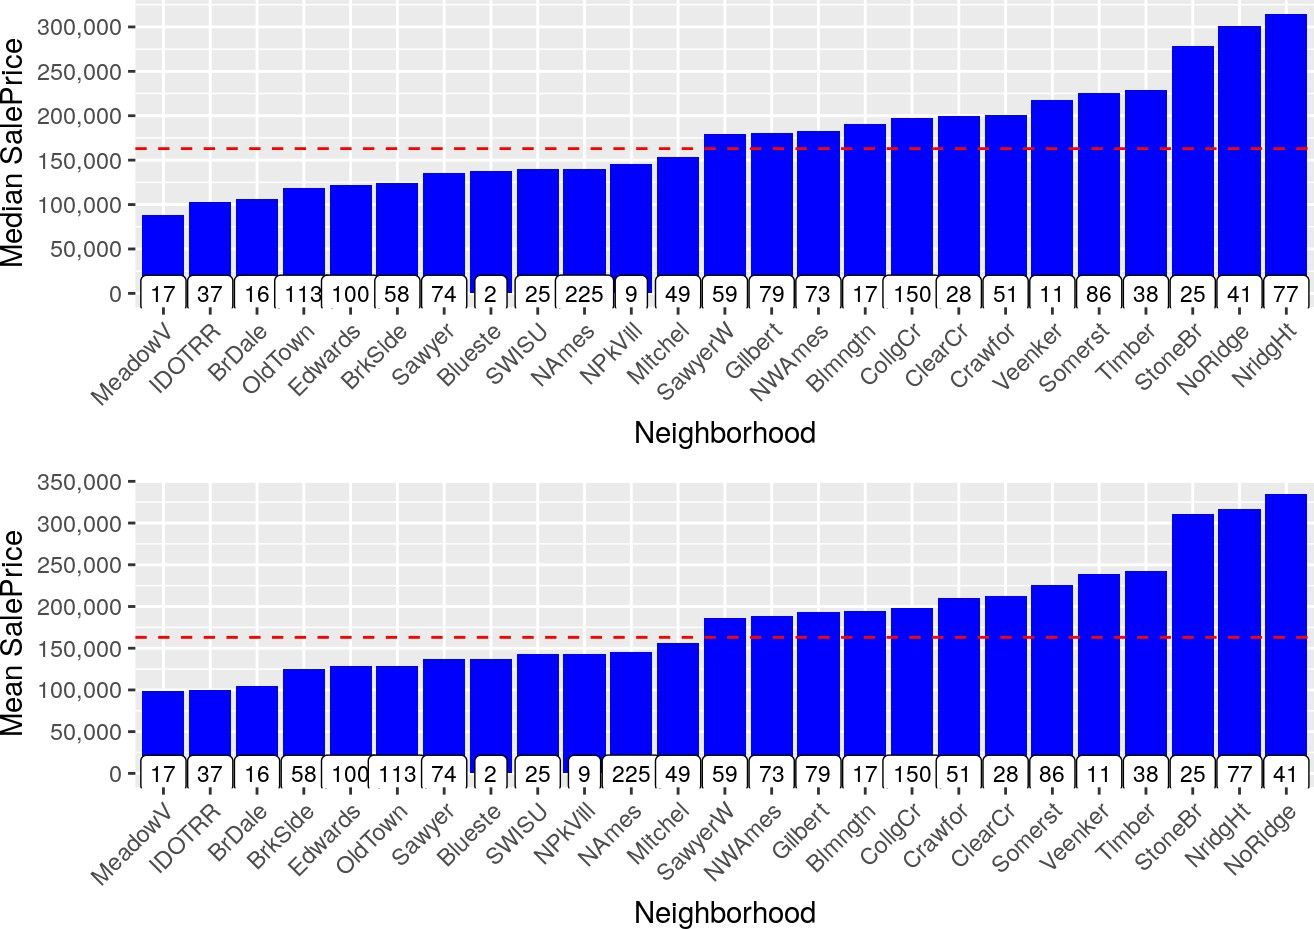 Median SalePrice
300,000
250,000
200,000
150,000
100,000
50,000
0
17 37 16 113 100 58 74 2 25 225 9 49 59 79 73 17 150 28 51 11 86 38 25 41 77
MeadowV IDOTRR BrDale OldTown Edwards BrkSide Sawyer Blueste SWISU NAmes NPkVill Mitchel SawyerW Gilbert NWAmes Blmngtn CollgCr ClearCr Crawfor Veenker Somerst Timber StoneBr NoRidge NridgHt
Neighborhood
Mean SalePrice
350,000
300,000
250,000
200,000
150,000
100,000
50,000
0
17 37 16 58 100 113 74 2 25 9 225 49 59 73 79 17 150 51 28 86 11 38 25 77 41
MeadowV IDOTRR BrDale BrkSide Edwards OldTown Sawyer Blueste SWISU NPkVill NAmes Mitchel SawyerW NWAmes Gilbert Blmngtn CollgCr Crawfor ClearCr Somerst Veenker Timber StoneBr NridgHt NoRidge
Neighborhood